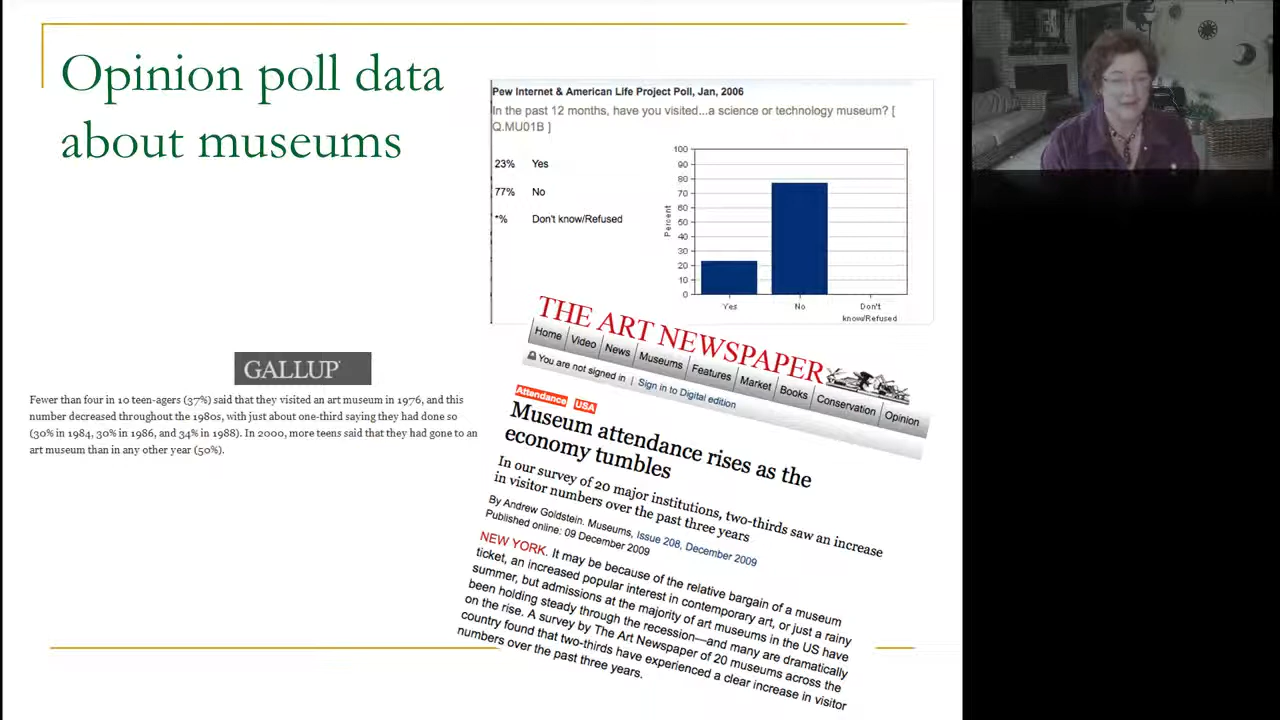 Opinion poll data
about museums
Pew Internet & American Life Project Poll, Jan, 2006
In the past 12 months, have you visited...a science or technology museum? [
Q.MU01B ]
23% Yes
77% No
*% Don't know/Refused
Percent
100
90
80
70
60
50
40
30
20
10
0
Yes
No
Don't
know/Refused
GALLUP
Fewer than four in 10 teen-agers (37%) said that they visited an art museum in 1976, and this
number decreased throughout the 1980s, with just about one-third saying they had done so
(30% in 1984, 30% in 1986, and 34% in 1988). In 2000, more teens said that they had gone to an
art museum than in any other year (50%).
THE ART NEWSPAPER
Home Video News Museums Features Market Books Conservation Opinion
You are not signed in | Sign in to Digital edition
Attendance USA
Museum attendance rises as the
economy tumbles
In our survey of 20 major institutions, two-thirds saw an increase
in visitor numbers over the past three years
By Andrew Goldstein. Museums, Issue 208, December 2009
Published online: 09 December 2009
NEW YORK. It may be because of the relative bargain of a museum
ticket, an increased popular interest in contemporary art, or just a rainy
summer, but admissions at the majority of art museums in the US have
been holding steady through the recession—and many are dramatically
on the rise. A survey by The Art Newspaper of 20 museums across the
country found that two-thirds have experienced a clear increase in visitor
numbers over the past three years.